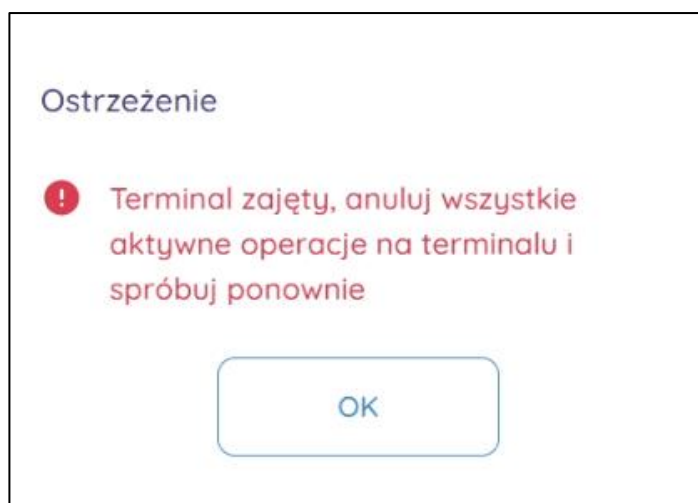 Ostrzeżenie
Terminal zajęty, anuluj wszystkie
aktywne operacje na terminalu i
spróbuj ponownie
OK